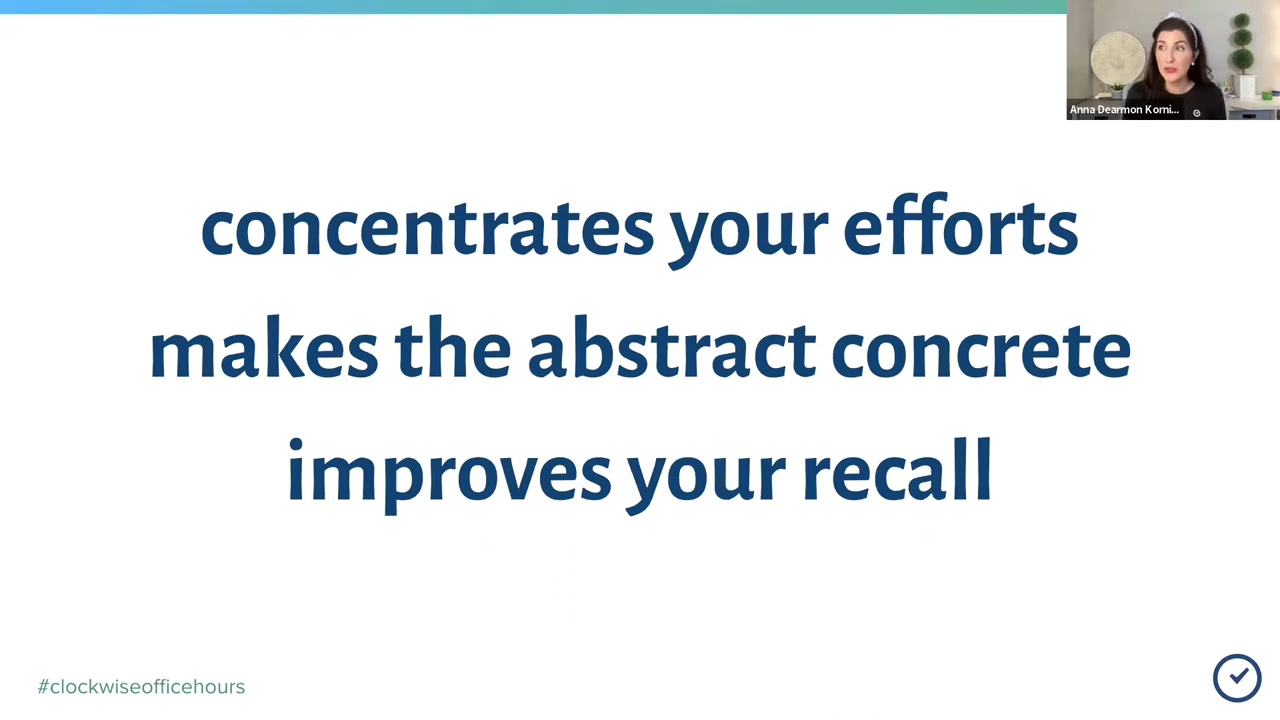 Anna Dearmon Korni...
concentrates your efforts
makes the abstract concrete
improves your recall
#clockwiseofficehours